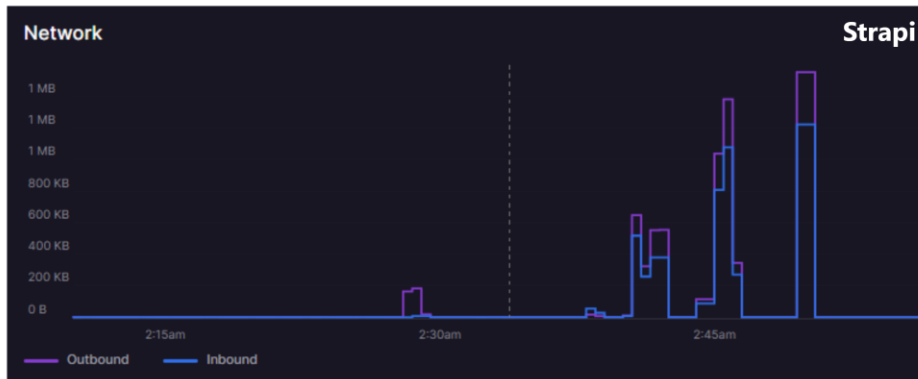 Network
Strapi
1 MB
1 MB
1 MB
800 KB
600 KB
400 KB
200 KB
0 B
2:15am 2:30am 2:45am
Outbound Inbound